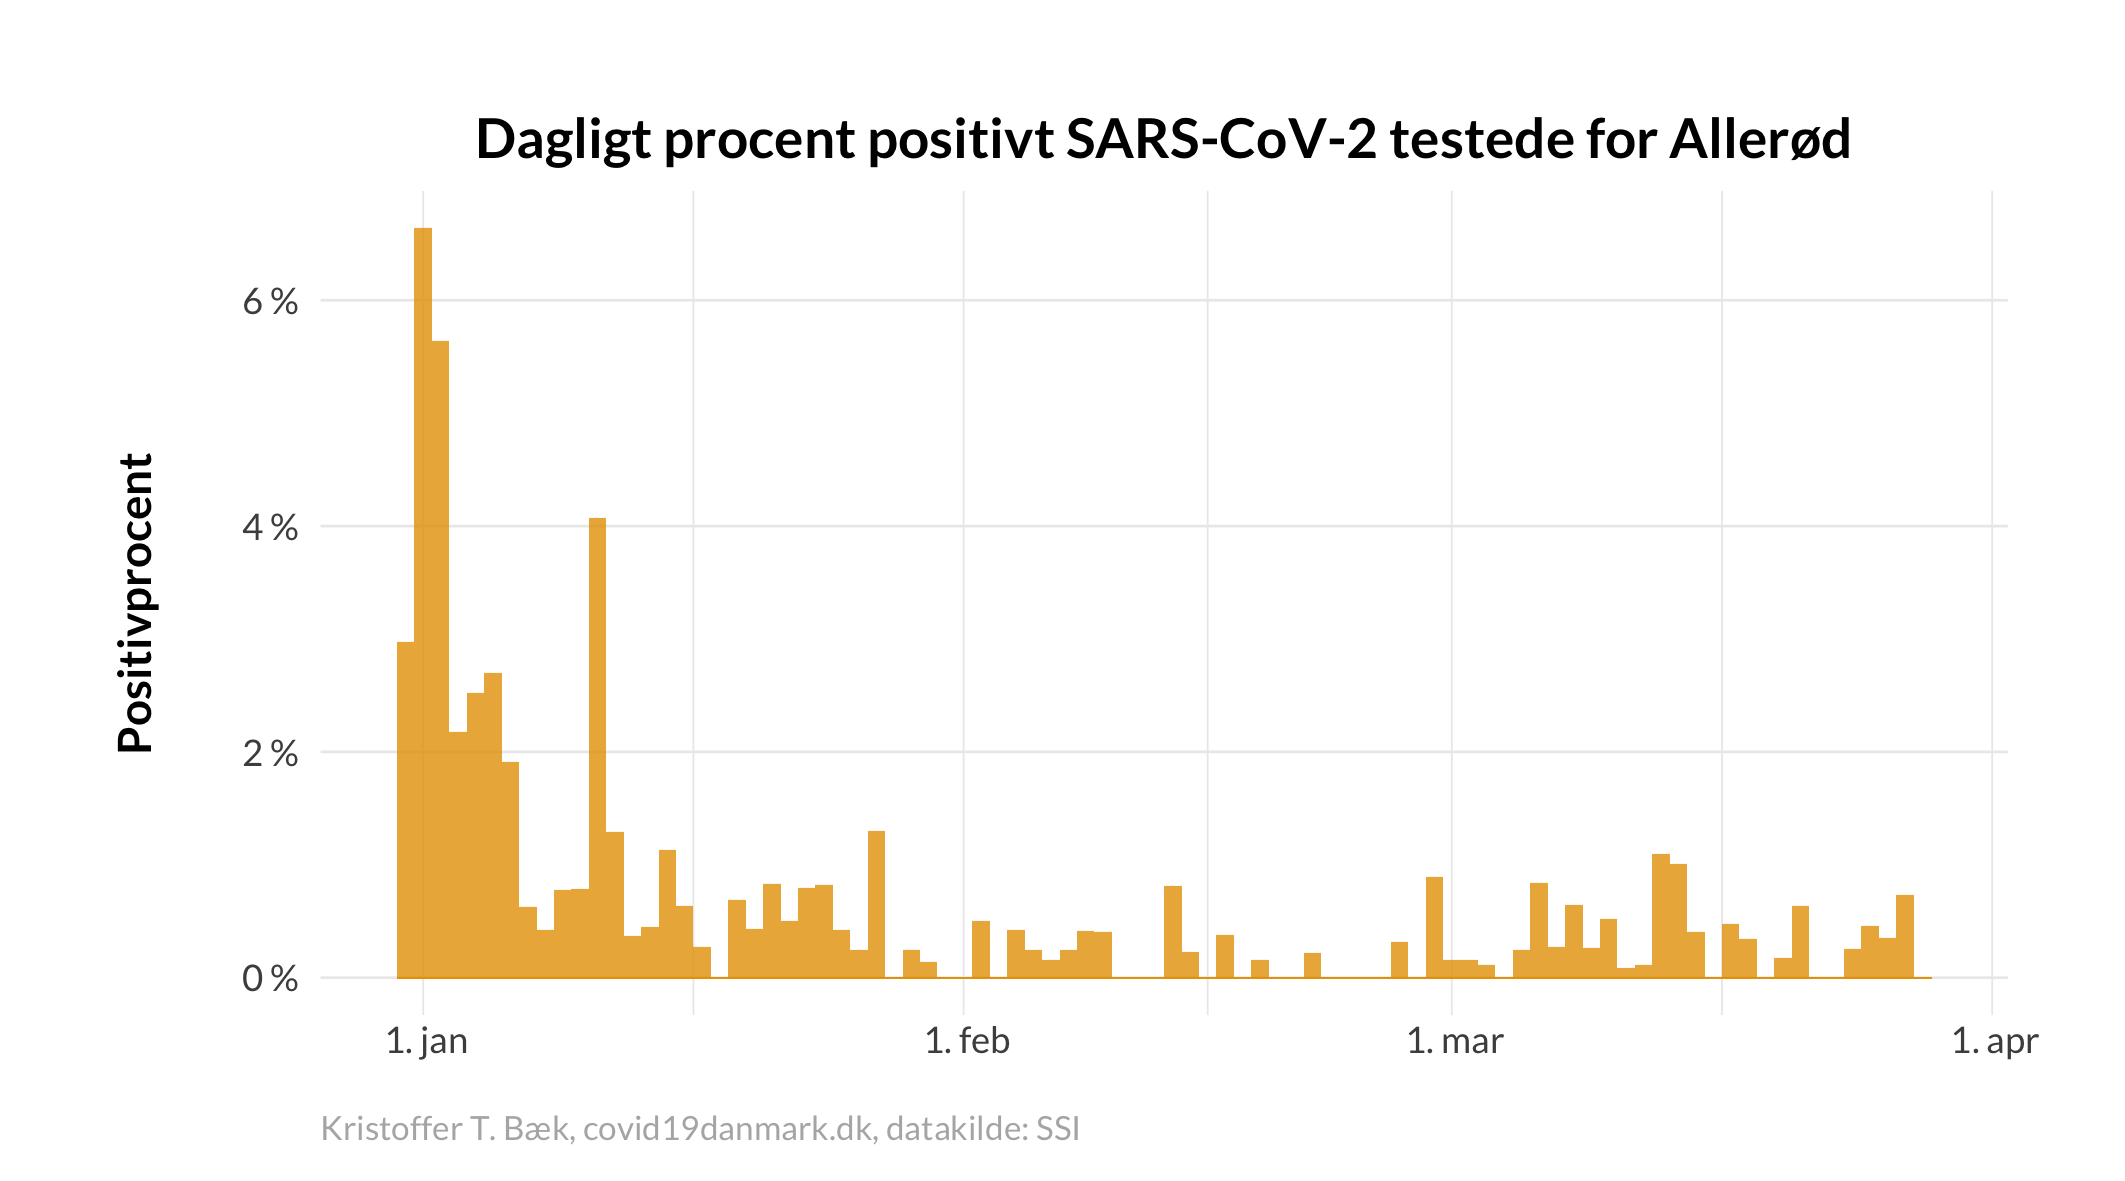 Dagligt procent positivt SARS-CoV-2 testede for Allerød
Positivprocent
6 %
4 %
2 %
0 %
1. jan
1. feb
1. mar
1. apr
Kristoffer T. Bæk, covid19danmark.dk, datakilde: SSI